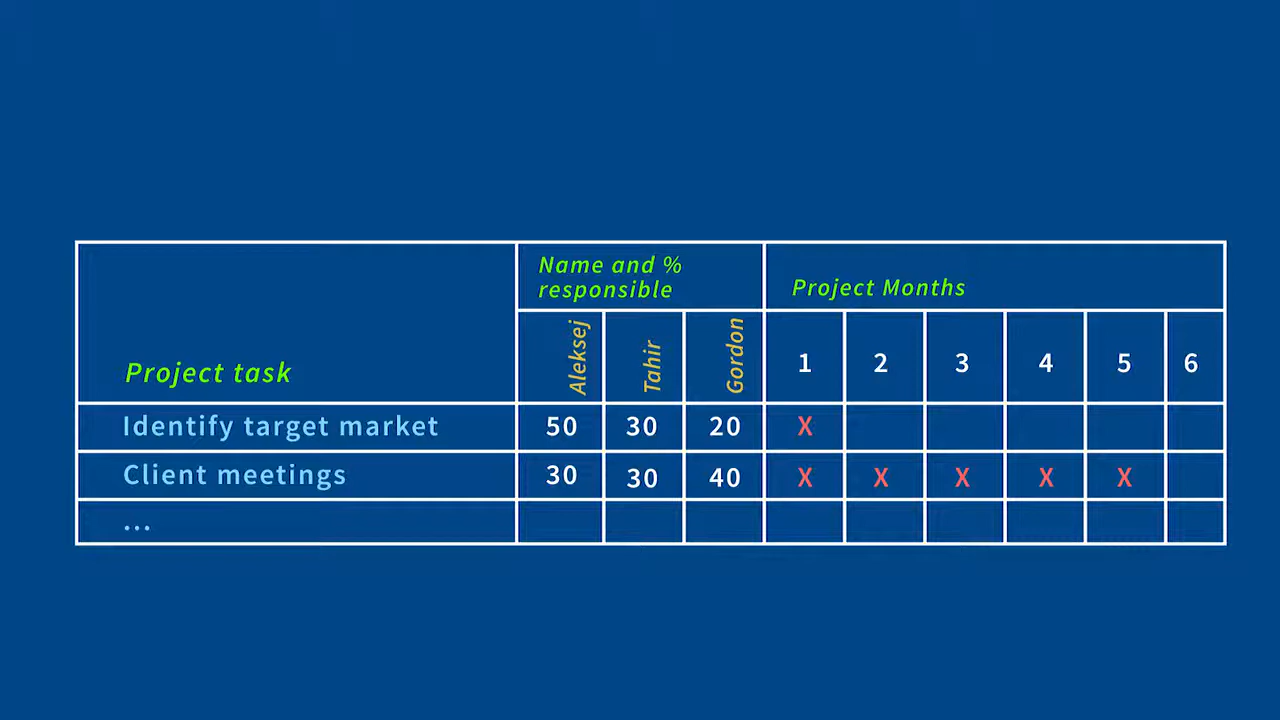 Name and %
responsible
Project Months
Project task Aleksej Tahir Gordon 1 2 3 4 5 6
Identify target market 50 30 20 X
Client meetings 30 30 40 X X X X X
...